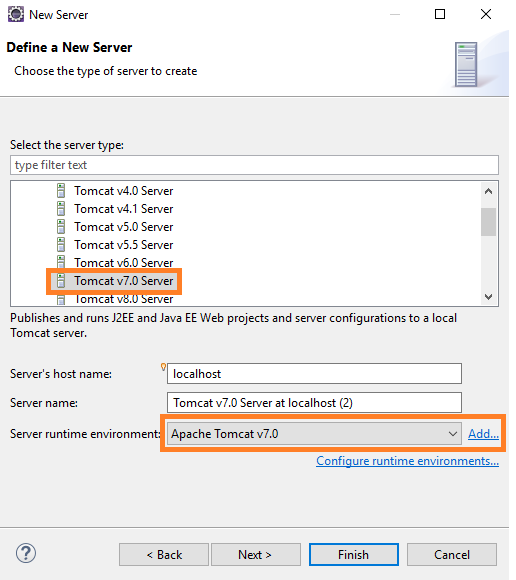 New Server
Define a New Server
Choose the type of server to create
Select the server type:
type filter text
Tomcat v4.0 Server
Tomcat v4.1 Server
Tomcat v5.0 Server
Tomcat v5.5 Server
Tomcat v6.0 Server
Tomcat v7.0 Server
Tomcat v8.0 Server
Publishes and runs J2EE and Java EE Web projects and server configurations to a local
Tomcat server.
Server's host name: localhost
Server name: Tomcat v7.0 Server at localhost (2)
Server runtime environment: Apache Tomcat v7.0 Add...
Configure runtime environments...
? < Back Next > Finish Cancel